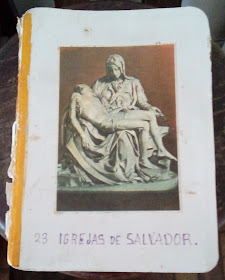 23 IGREJAS DE SALVADOR.